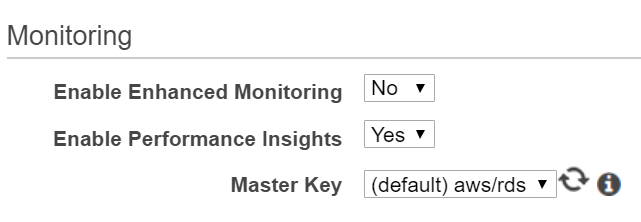 Monitoring
Enable Enhanced Monitoring No
Enable Performance Insights Yes
Master Key (default) aws/rds